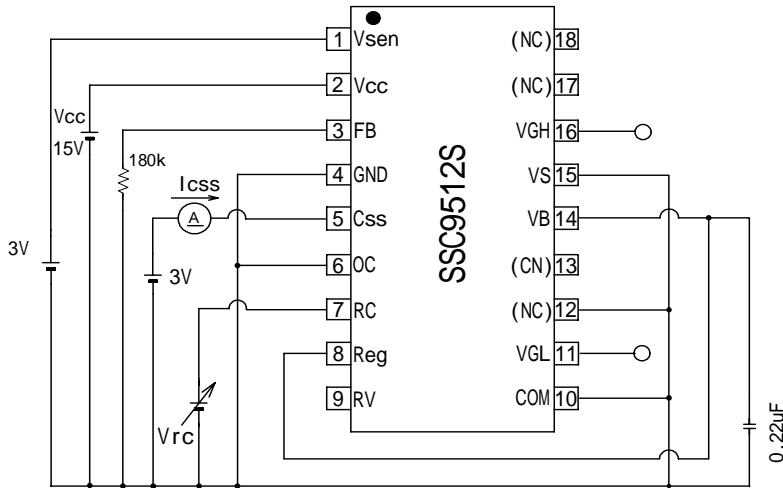 1 Vsen (NC) 18
2 Vcc (NC) 17
Vcc
15V
3 FB VGH 16
180k
4 GND VS 15
Icss
A 5 Css VB 14
SSC9512S
3V
6 OC (CN) 13
3V
7 RC (NC) 12
8 Reg VGL 11
9 RV COM 10
Vrc
0.22uF